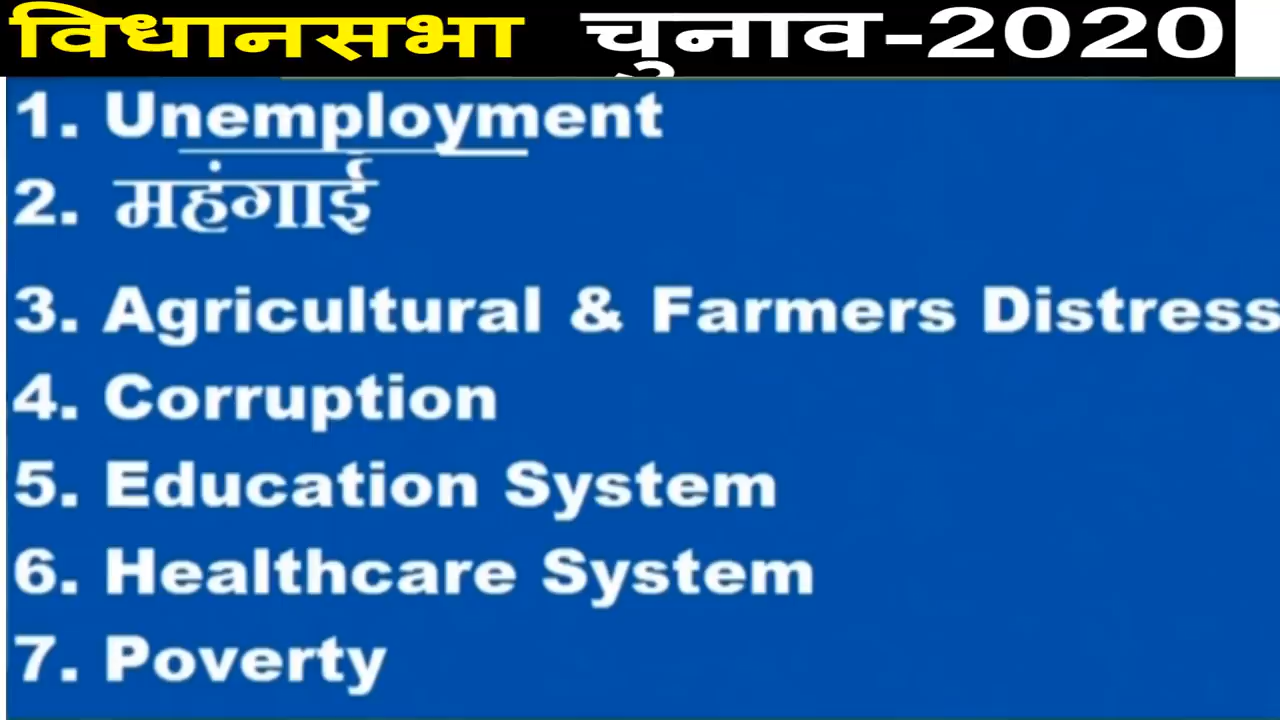 विधानसभा चुनाव-2020
1. Unemployment
2. महंगाई
3. Agricultural & Farmers Distress
4. Corruption
5. Education System
6. Healthcare System
7. Poverty